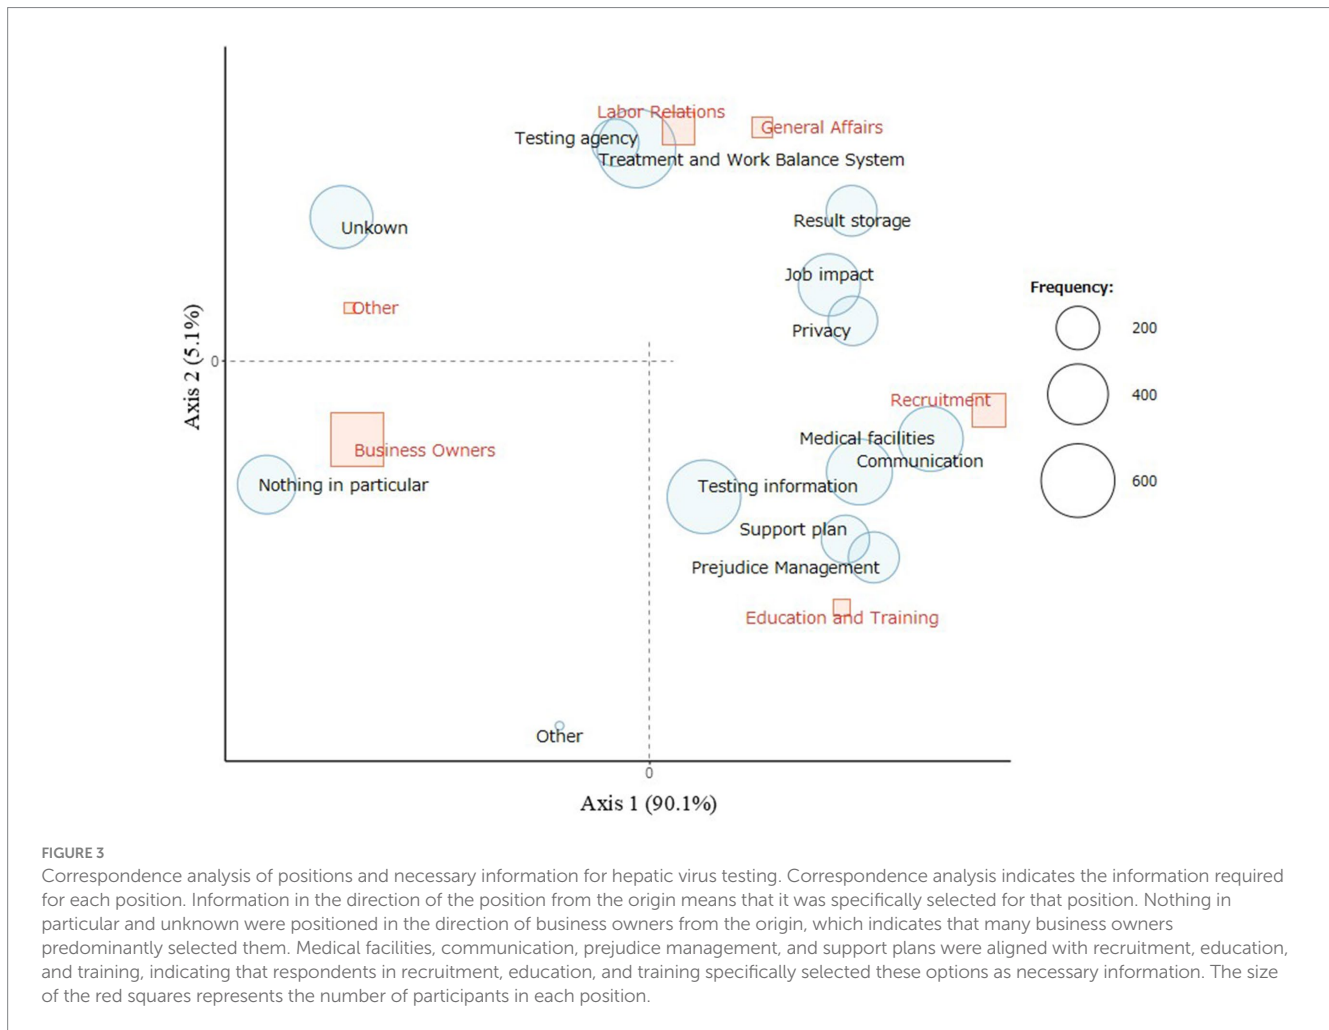 Labor Relations
General Affairs
Testing agency
Treatment and Work Balance System
Result storage
Unkown
Job impact
Frequency:
Other
200
Privacy
Axis 2 (5.1%)
0
400
Recruitment
Medical facilities
Business Owners
Communication
600
Nothing in particular
Testing information
Support plan
Prejudice Management
Education and Training
Other
0
Axis 1 (90.1%)
FIGURE 3
Correspondence analysis of positions and necessary information for hepatic virus testing. Correspondence analysis indicates the information required
for each position. Information in the direction of the position from the origin means that it was specifically selected for that position. Nothing in
particular and unknown were positioned in the direction of business owners from the origin, which indicates that many business owners
predominantly selected them. Medical facilities, communication, prejudice management, and support plans were aligned with recruitment, education,
and training, indicating that respondents in recruitment, education, and training specifically selected these options as necessary information. The size
of the red squares represents the number of participants in each position.